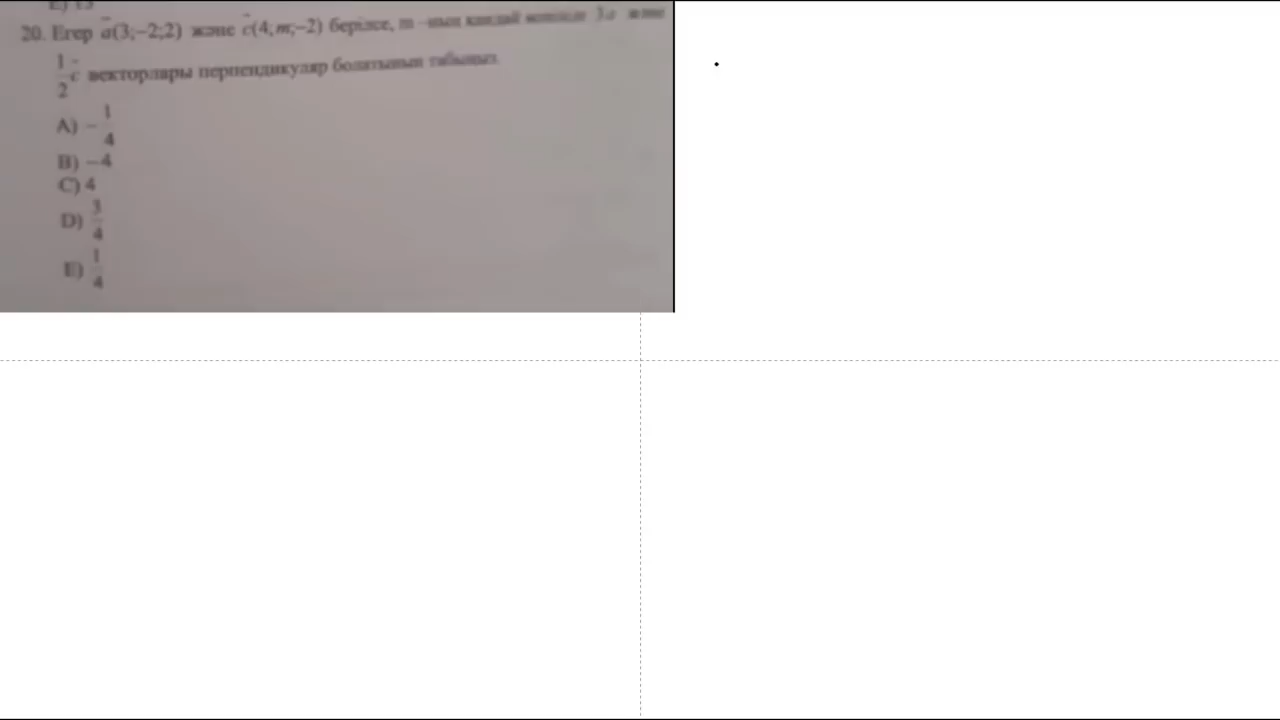 E) 15
20. Егер a(3;−2;2) және c(4;m;−2) берілсе, m –ның қандай мәнінде 3a және
1/2 c векторлары перпендикуляр болатынын табыңыз.
A) −1/4
B) −4
C) 4
D) 3/4
E) 1/4